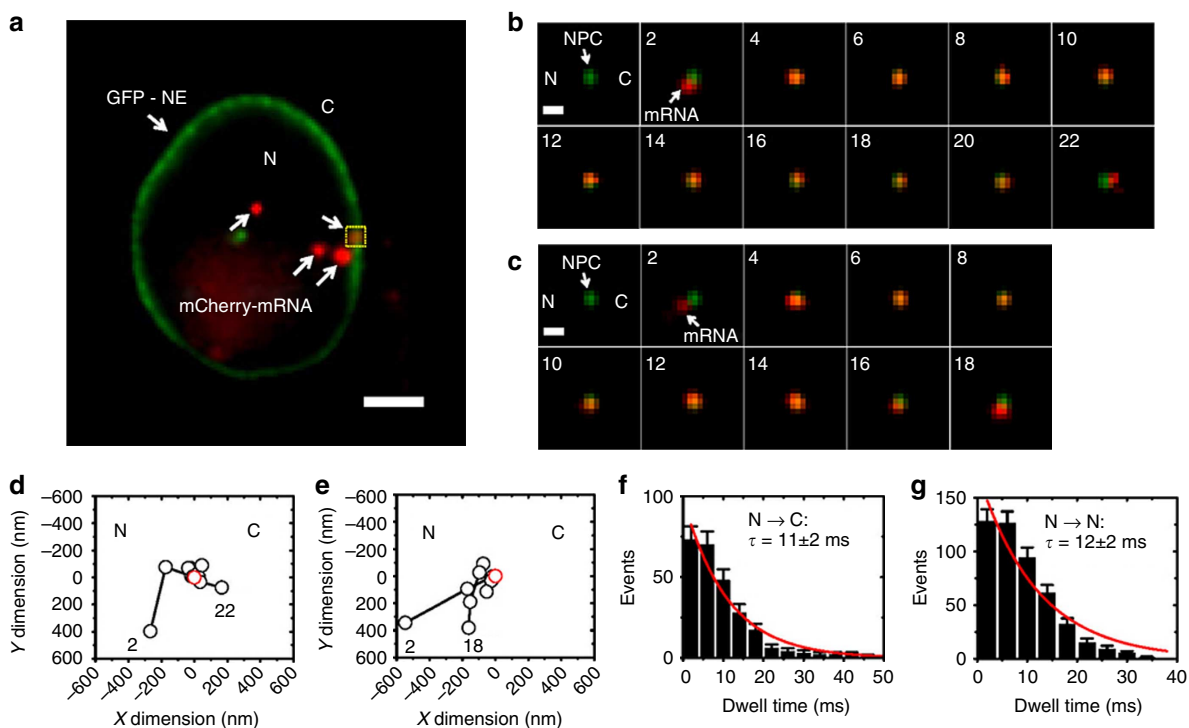 a
GFP - NE
C
N
mCherry-mRNA
b
NPC
N
C
2
mRNA
4
6
8
10
12
14
16
18
20
22
c
NPC
N
C
2
mRNA
4
6
8
10
12
14
16
18
d
Y dimension (nm)
–600
–400
–200
0
200
400
600
N
C
2
22
–600
–400
–200
0
200
400
600
X dimension (nm)
e
Y dimension (nm)
–600
–400
–200
0
200
400
600
N
C
2
18
–600
–400
–200
0
200
400
600
X dimension (nm)
f
Events
100
50
0
N → C:
τ = 11±2 ms
0
10
20
30
40
50
Dwell time (ms)
g
Events
150
100
50
0
N → N:
τ = 12±2 ms
0
10
20
30
40
Dwell time (ms)